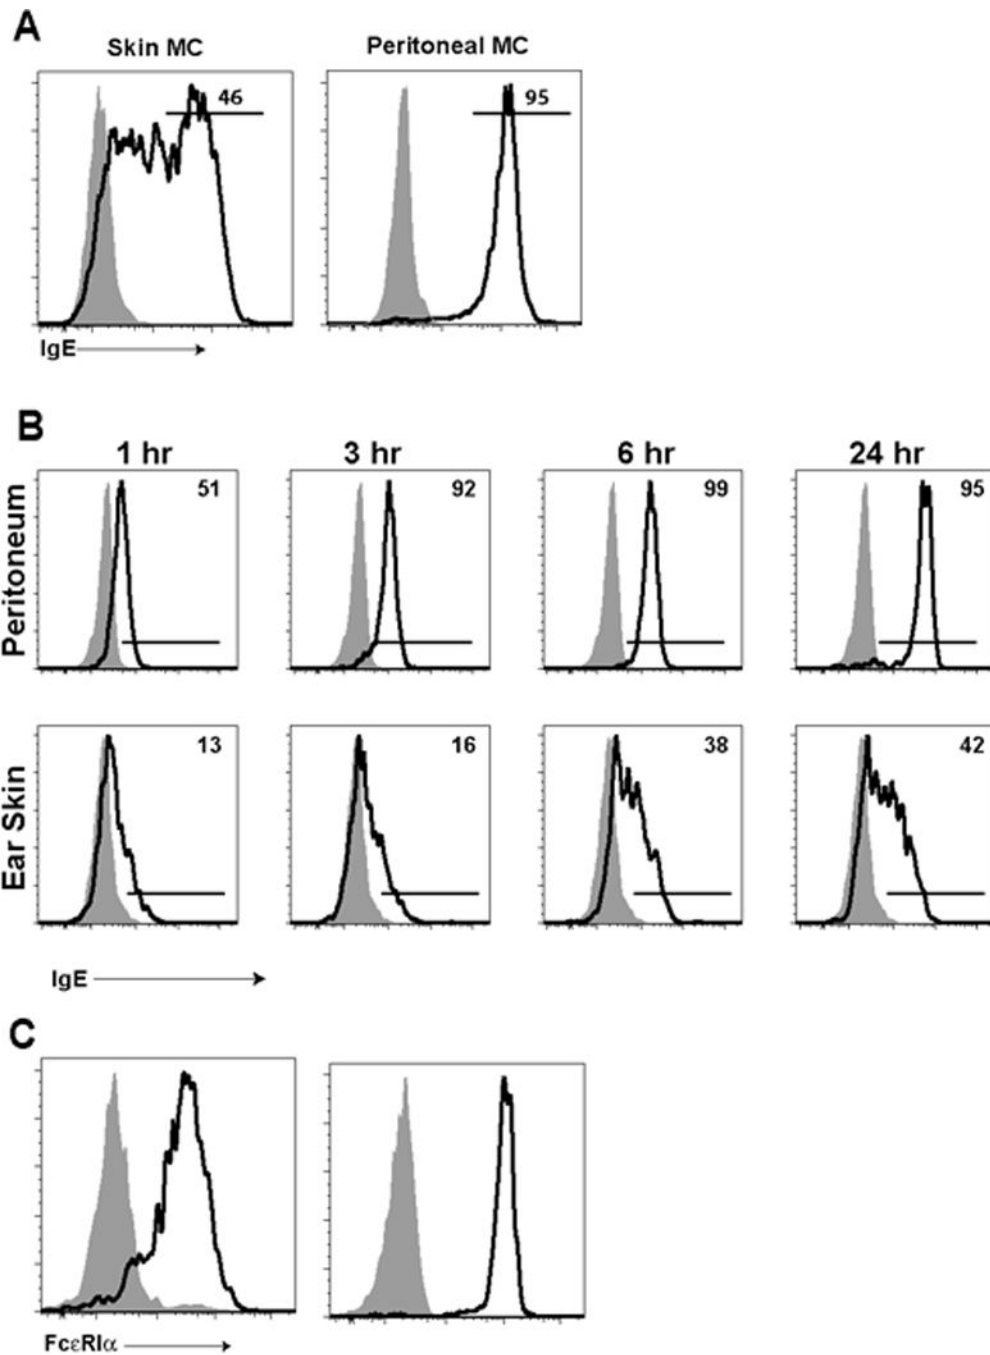 A
Skin MC
Peritoneal MC
46
95
IgE
B
1 hr
3 hr
6 hr
24 hr
Peritoneum
51
92
99
95
Ear Skin
13
16
38
42
IgE
C
FcεRIα